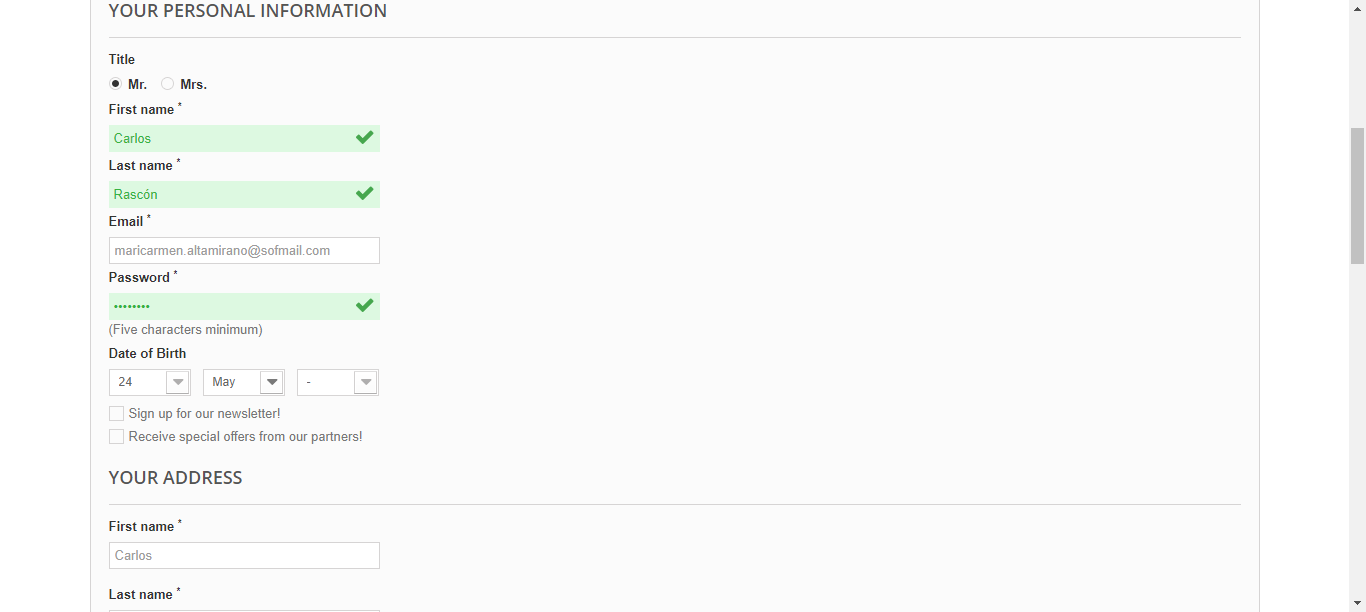 YOUR PERSONAL INFORMATION
Title
Mr. Mrs.
First name *
Carlos
Last name *
Rascón
Email *
maricarmen.altamirano@sofmail.com
Password *
••••••••
(Five characters minimum)
Date of Birth
24 May -
Sign up for our newsletter!
Receive special offers from our partners!
YOUR ADDRESS
First name *
Carlos
Last name *